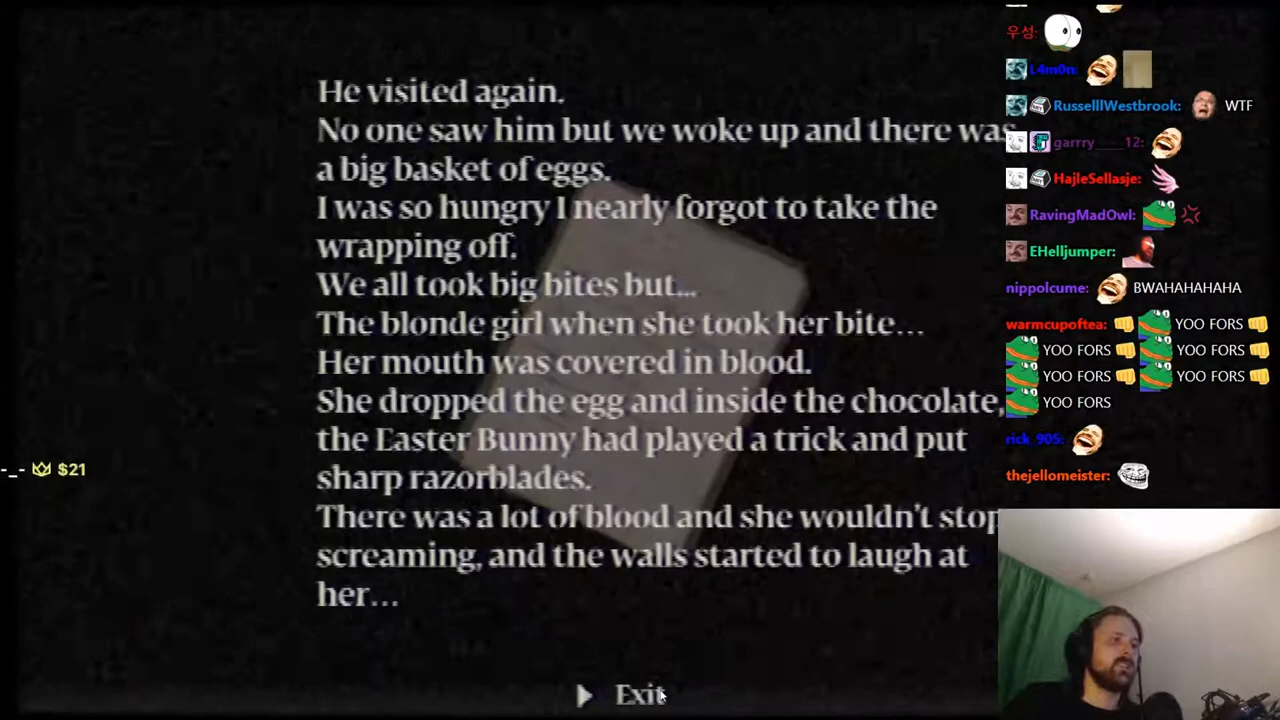 He visited again.
No one saw him but we woke up and there was
a big basket of eggs.
I was so hungry I nearly forgot to take the
wrapping off.
We all took big bites but...
The blonde girl when she took her bite...
Her mouth was covered in blood.
She dropped the egg and inside the chocolate,
the Easter Bunny had played a trick and put
sharp razorblades.
There was a lot of blood and she wouldn't stop
screaming, and the walls started to laugh at
her...
Exit
-_- $21
우성:
L4m0n:
RusselllWestbrook: WTF
garrry____12:
HajleSellasje:
RavingMadOwl:
EHelljumper:
nippolcume: BWAHAHAHAHA
warmcupoftea: YOO FORS
YOO FORS YOO FORS
YOO FORS YOO FORS
YOO FORS
rick_905:
thejellomeister: